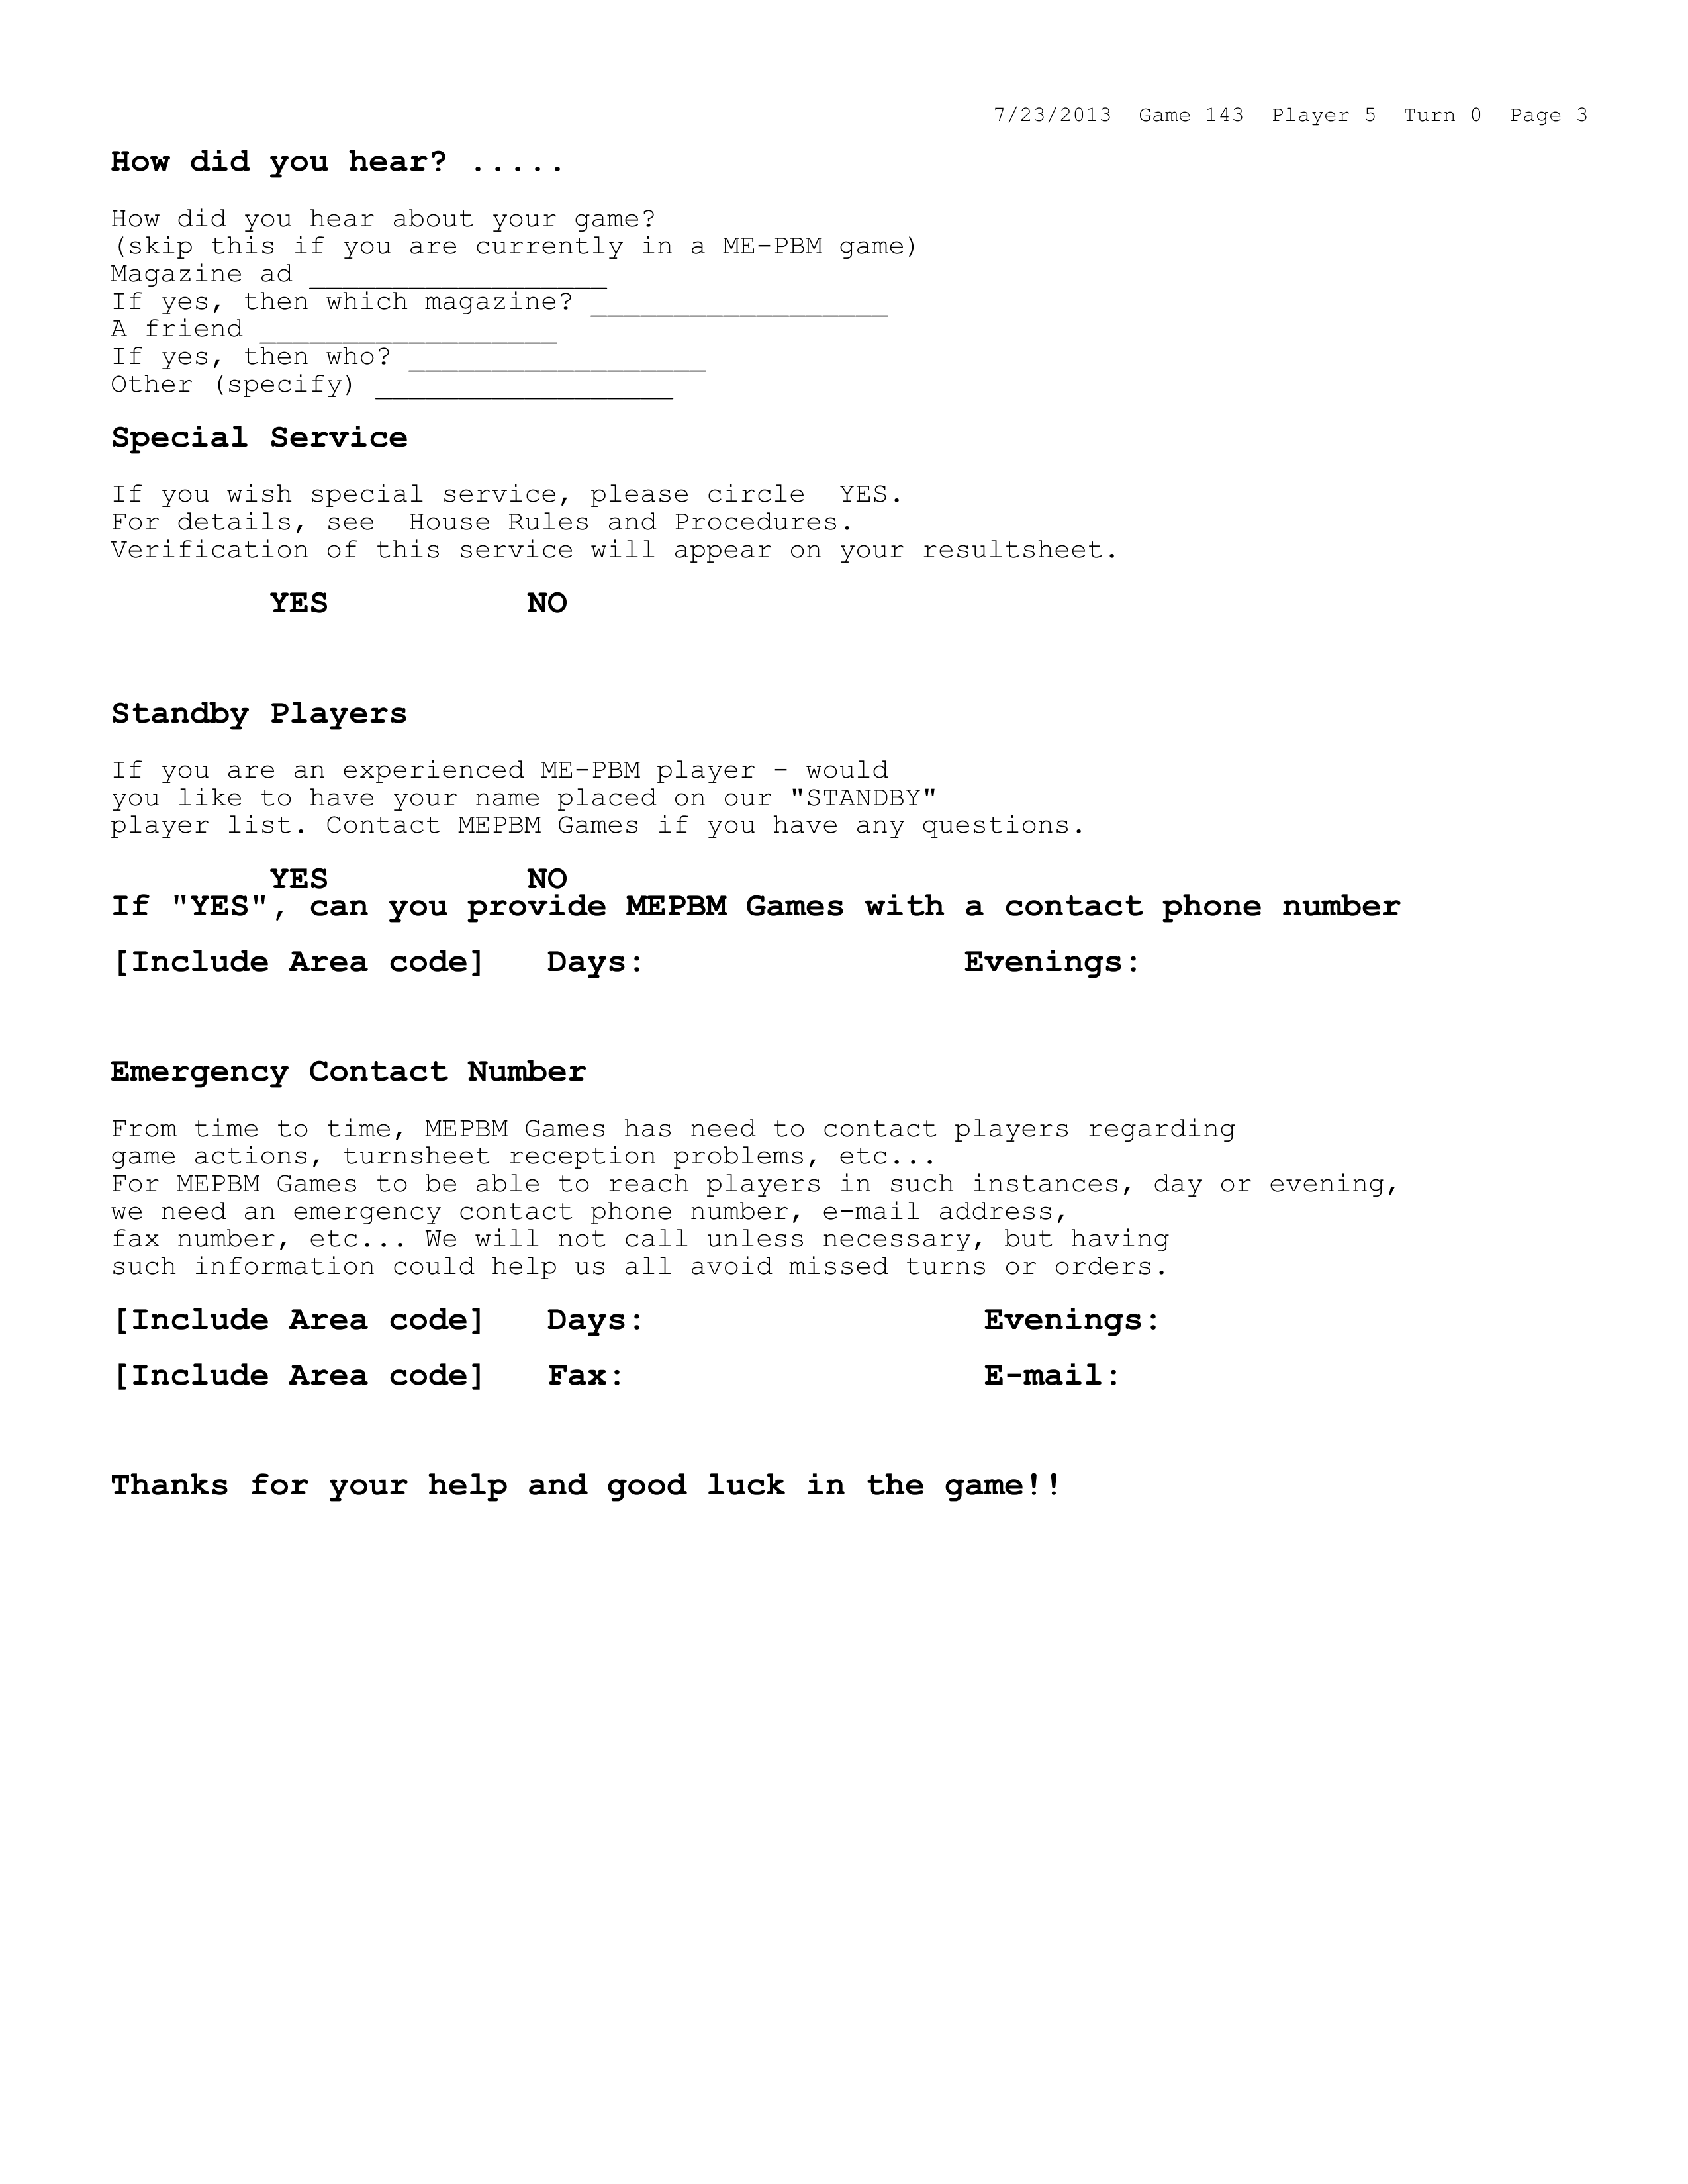 7/23/2013  Game 143  Player 5  Turn 0  Page 3
How did you hear? .....
How did you hear about your game?
(skip this if you are currently in a ME-PBM game)
Magazine ad __________________
If yes, then which magazine? __________________
A friend __________________
If yes, then who? __________________
Other (specify) __________________
Special Service
If you wish special service, please circle  YES.
For details, see  House Rules and Procedures.
Verification of this service will appear on your resultsheet.
YES          NO
Standby Players
If you are an experienced ME-PBM player - would
you like to have your name placed on our "STANDBY"
player list. Contact MEPBM Games if you have any questions.
YES          NO
If "YES", can you provide MEPBM Games with a contact phone number
[Include Area code]   Days:                Evenings:
Emergency Contact Number
From time to time, MEPBM Games has need to contact players regarding
game actions, turnsheet reception problems, etc...
For MEPBM Games to be able to reach players in such instances, day or evening,
we need an emergency contact phone number, e-mail address,
fax number, etc... We will not call unless necessary, but having
such information could help us all avoid missed turns or orders.
[Include Area code]   Days:                 Evenings:
[Include Area code]   Fax:                  E-mail:
Thanks for your help and good luck in the game!!